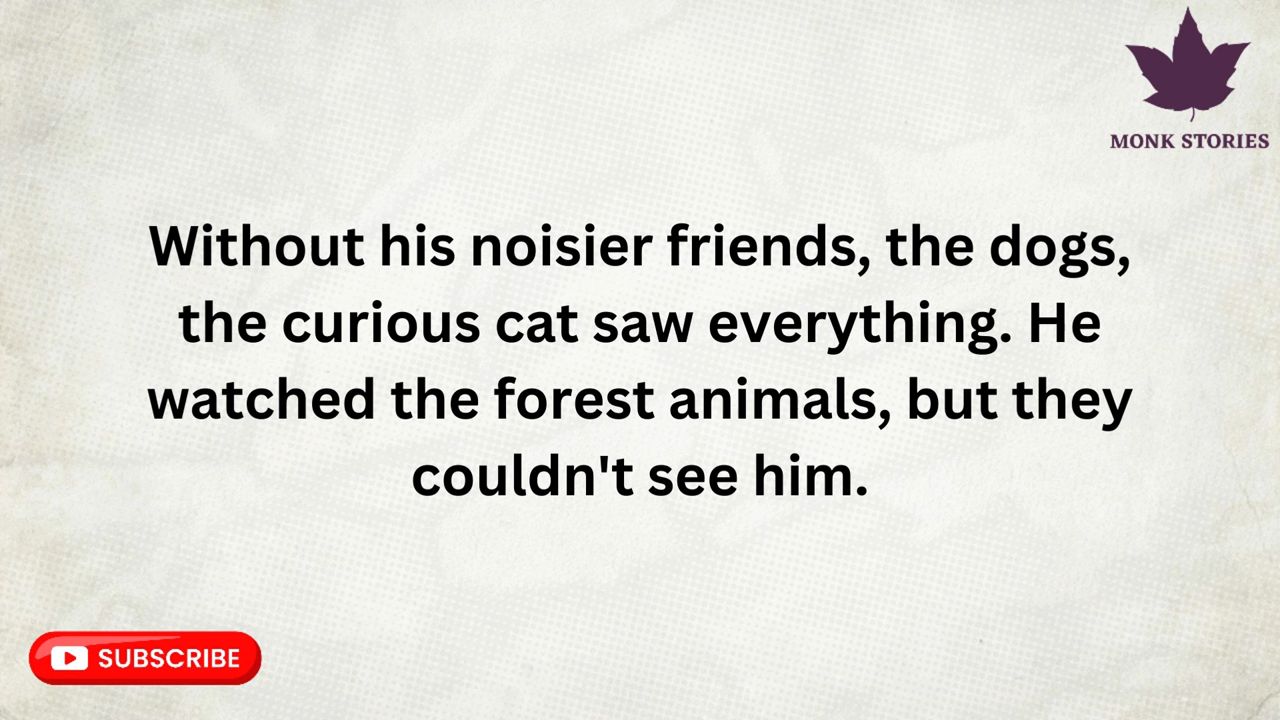 MONK STORIES
Without his noisier friends, the dogs,
the curious cat saw everything. He
watched the forest animals, but they
couldn't see him.
SUBSCRIBE